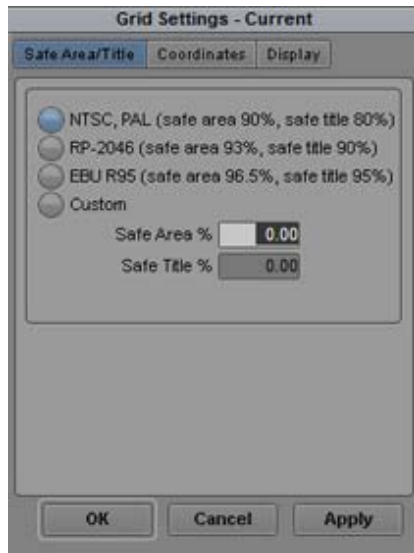 Grid Settings - Current
Safe Area/Title Coordinates Display
NTSC, PAL (safe area 90%, safe title 80%)
RP-2046 (safe area 93%, safe title 90%)
EBU R95 (safe area 96.5%, safe title 95%)
Custom
Safe Area % 0.00
Safe Title % 0.00
OK Cancel Apply